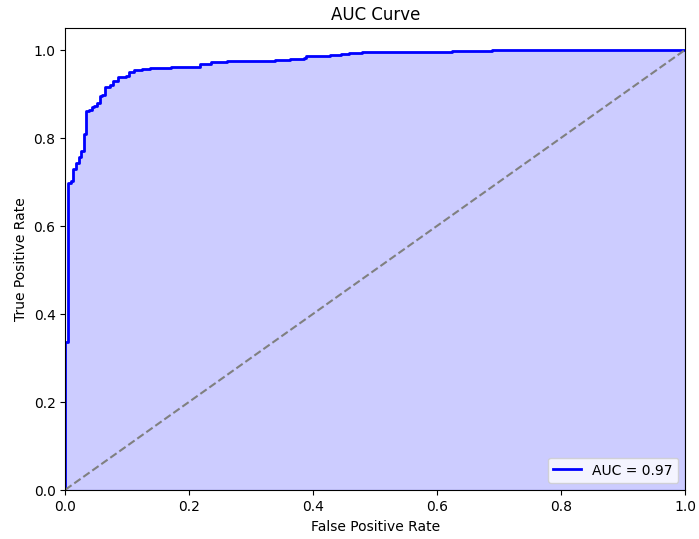 AUC Curve
True Positive Rate
1.0
0.8
0.6
0.4
0.2
0.0
0.0 0.2 0.4 0.6 0.8 1.0
False Positive Rate
AUC = 0.97